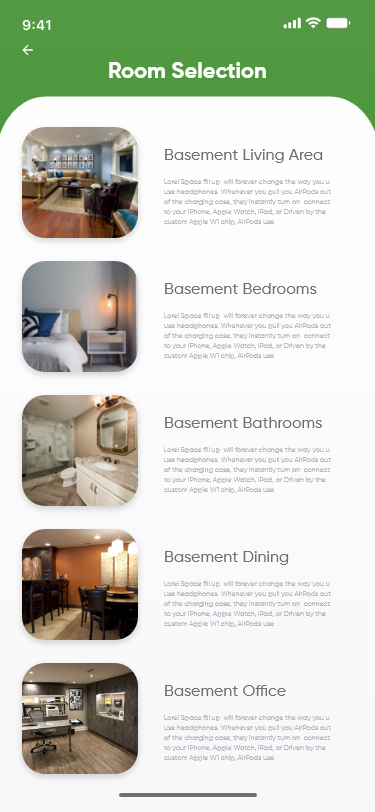 9:41
Room Selection
Basement Living Area
Lorel Space fill up will forever change the way you u
use headphones. Whenever you pull you AirPods out
of the charging case, they instantly turn on connect
to your iPhone, Apple Watch, iPad, or Driven by the
custom Apple W1 chip, AirPods use
Basement Bedrooms
Lorel Space fill up will forever change the way you u
use headphones. Whenever you pull you AirPods out
of the charging case, they instantly turn on connect
to your iPhone, Apple Watch, iPad, or Driven by the
custom Apple W1 chip, AirPods use
Basement Bathrooms
Lorel Space fill up will forever change the way you u
use headphones. Whenever you pull you AirPods out
of the charging case, they instantly turn on connect
to your iPhone, Apple Watch, iPad, or Driven by the
custom Apple W1 chip, AirPods use
Basement Dining
Lorel Space fill up will forever change the way you u
use headphones. Whenever you pull you AirPods out
of the charging case, they instantly turn on connect
to your iPhone, Apple Watch, iPad, or Driven by the
custom Apple W1 chip, AirPods use
Basement Office
Lorel Space fill up will forever change the way you u
use headphones. Whenever you pull you AirPods out
of the charging case, they instantly turn on connect
to your iPhone, Apple Watch, iPad, or Driven by the
custom Apple W1 chip, AirPods use